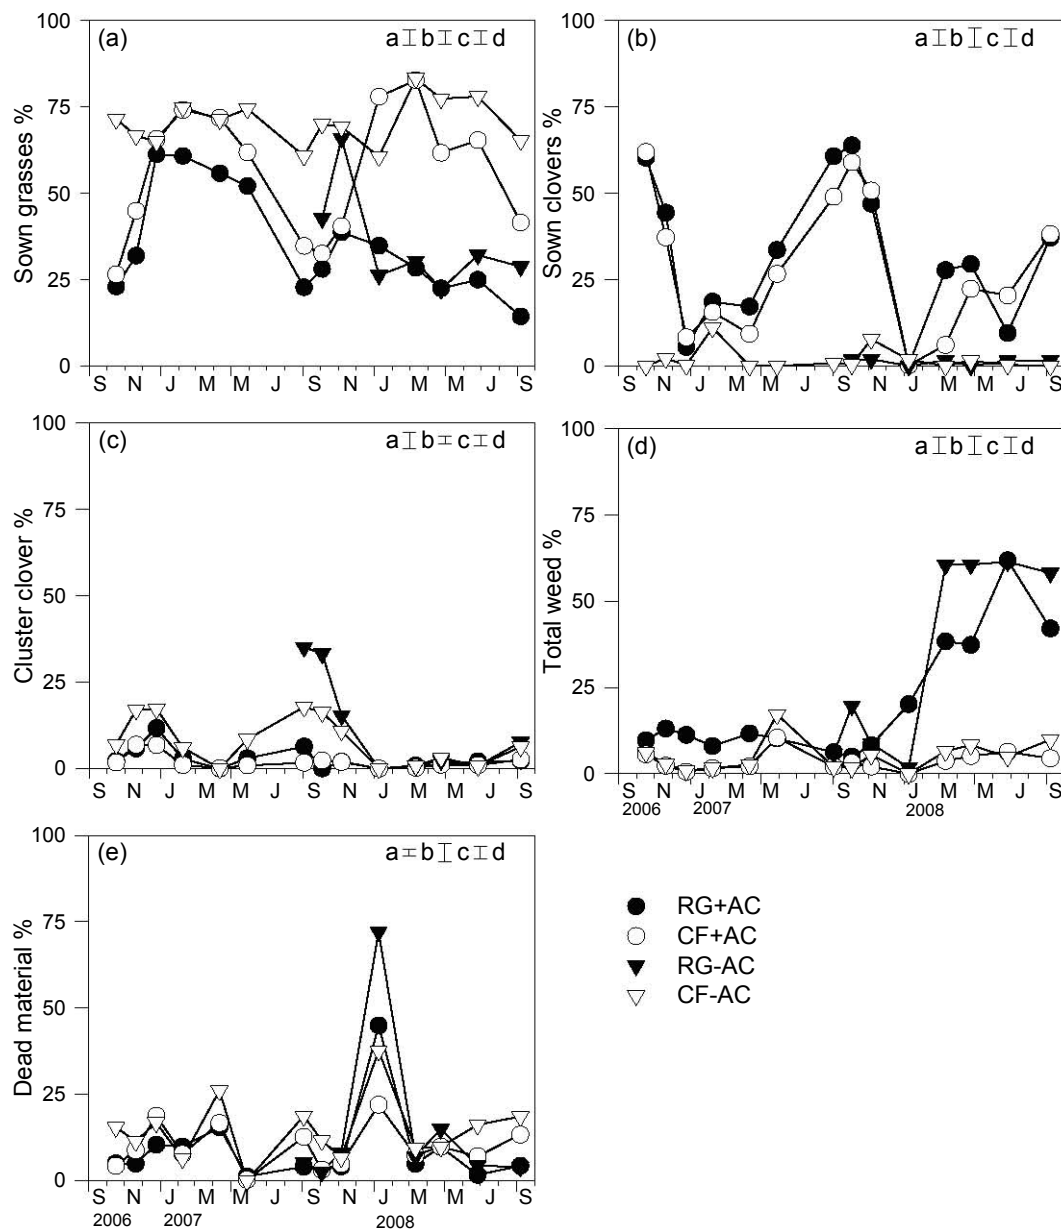 (a) a b c d
100
75
50
25
0
Sown grasses %
S N J M M J S N J M M J S
(b) a b c d
100
75
50
25
0
Sown clovers %
S N J M M J S N J M M J S
(c) a b c d
100
75
50
25
0
Cluster clover %
S N J M M J S N J M M J S
(d) a b c d
100
75
50
25
0
Total weed %
S N J M M J S N J M M J S
2006 2007 2008
(e) a b c d
100
75
50
25
0
Dead material %
S N J M M J S N J M M J S
2006 2007 2008
RG+AC
CF+AC
RG-AC
CF-AC